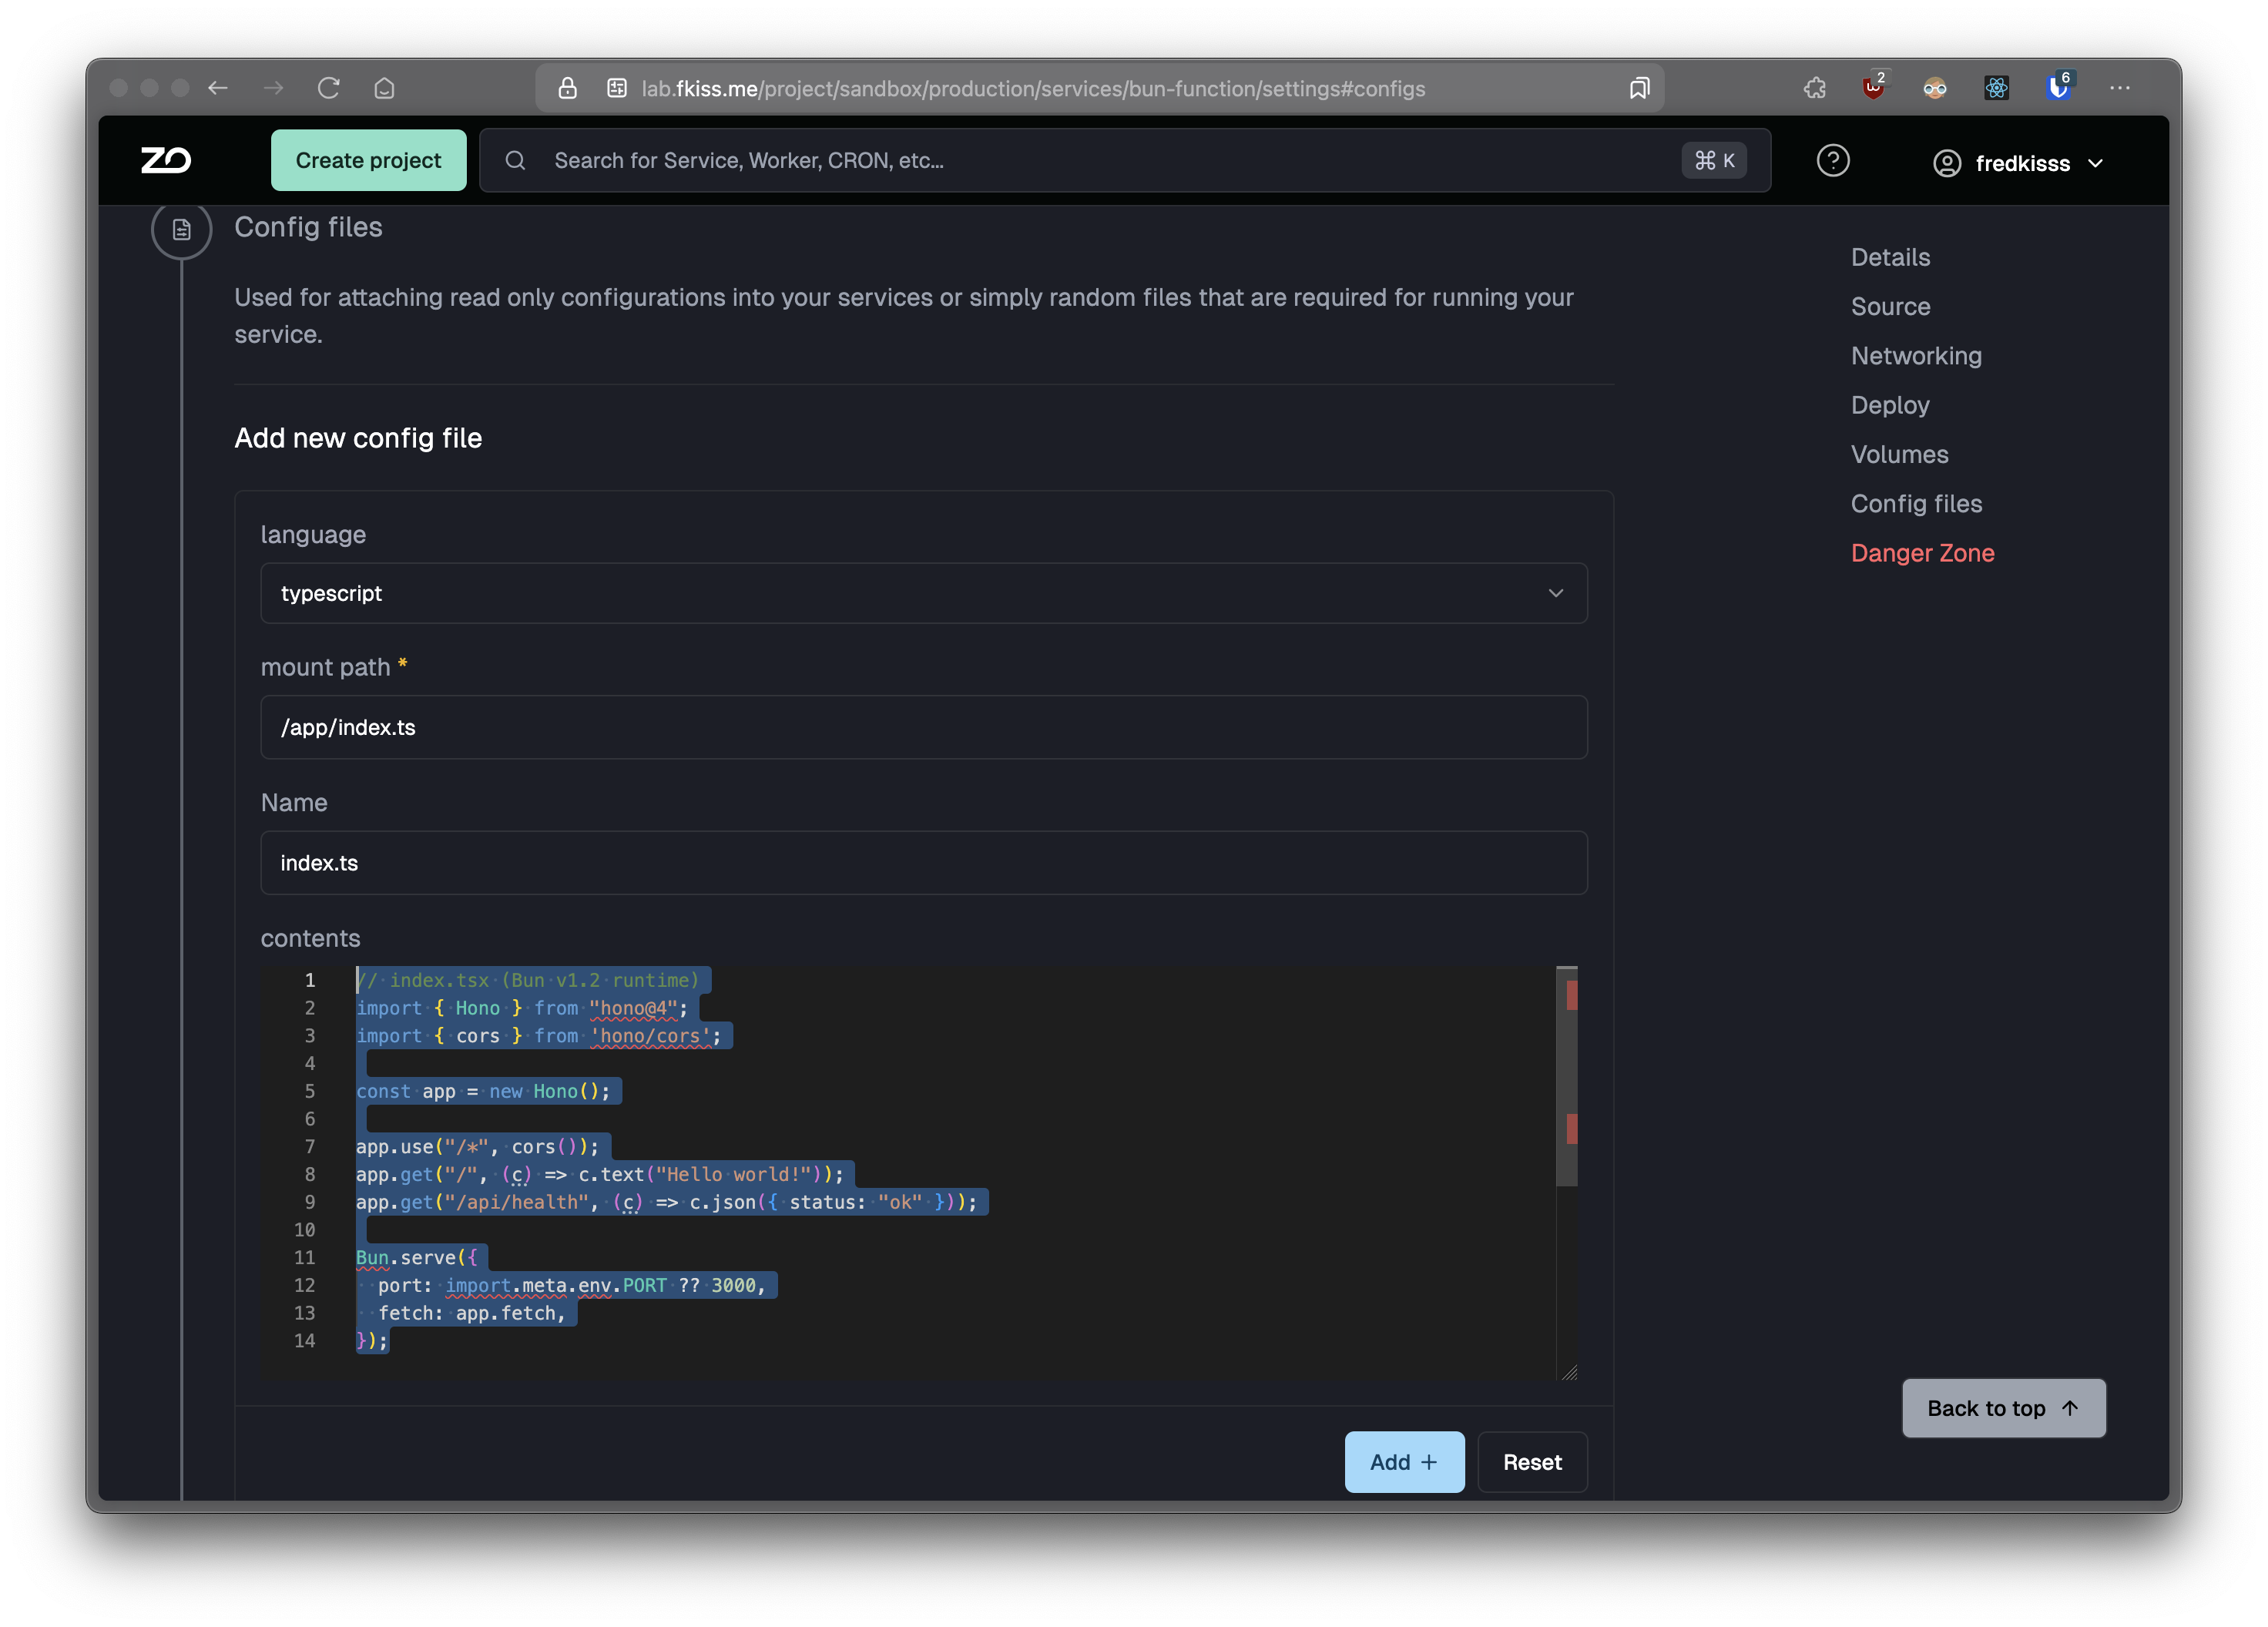 lab.fkiss.me/project/sandbox/production/services/bun-function/settings#configs
2
6
ZO
Create project
Search for Service, Worker, CRON, etc...
⌘ K
?
fredkisss
Config files
Used for attaching read only configurations into your services or simply random files that are required for running your
service.
Add new config file
language
typescript
mount path *
/app/index.ts
Name
index.ts
contents
1 // index.tsx (Bun v1.2 runtime)
2 import { Hono } from "hono@4";
3 import { cors } from 'hono/cors';
4
5 const app = new Hono();
6
7 app.use("/*", cors());
8 app.get("/", (c) => c.text("Hello world!"));
9 app.get("/api/health", (c) => c.json({ status: "ok" }));
10
11 Bun.serve({
12   port: import.meta.env.PORT ?? 3000,
13   fetch: app.fetch,
14 });
Add +
Reset
Details
Source
Networking
Deploy
Volumes
Config files
Danger Zone
Back to top ↑